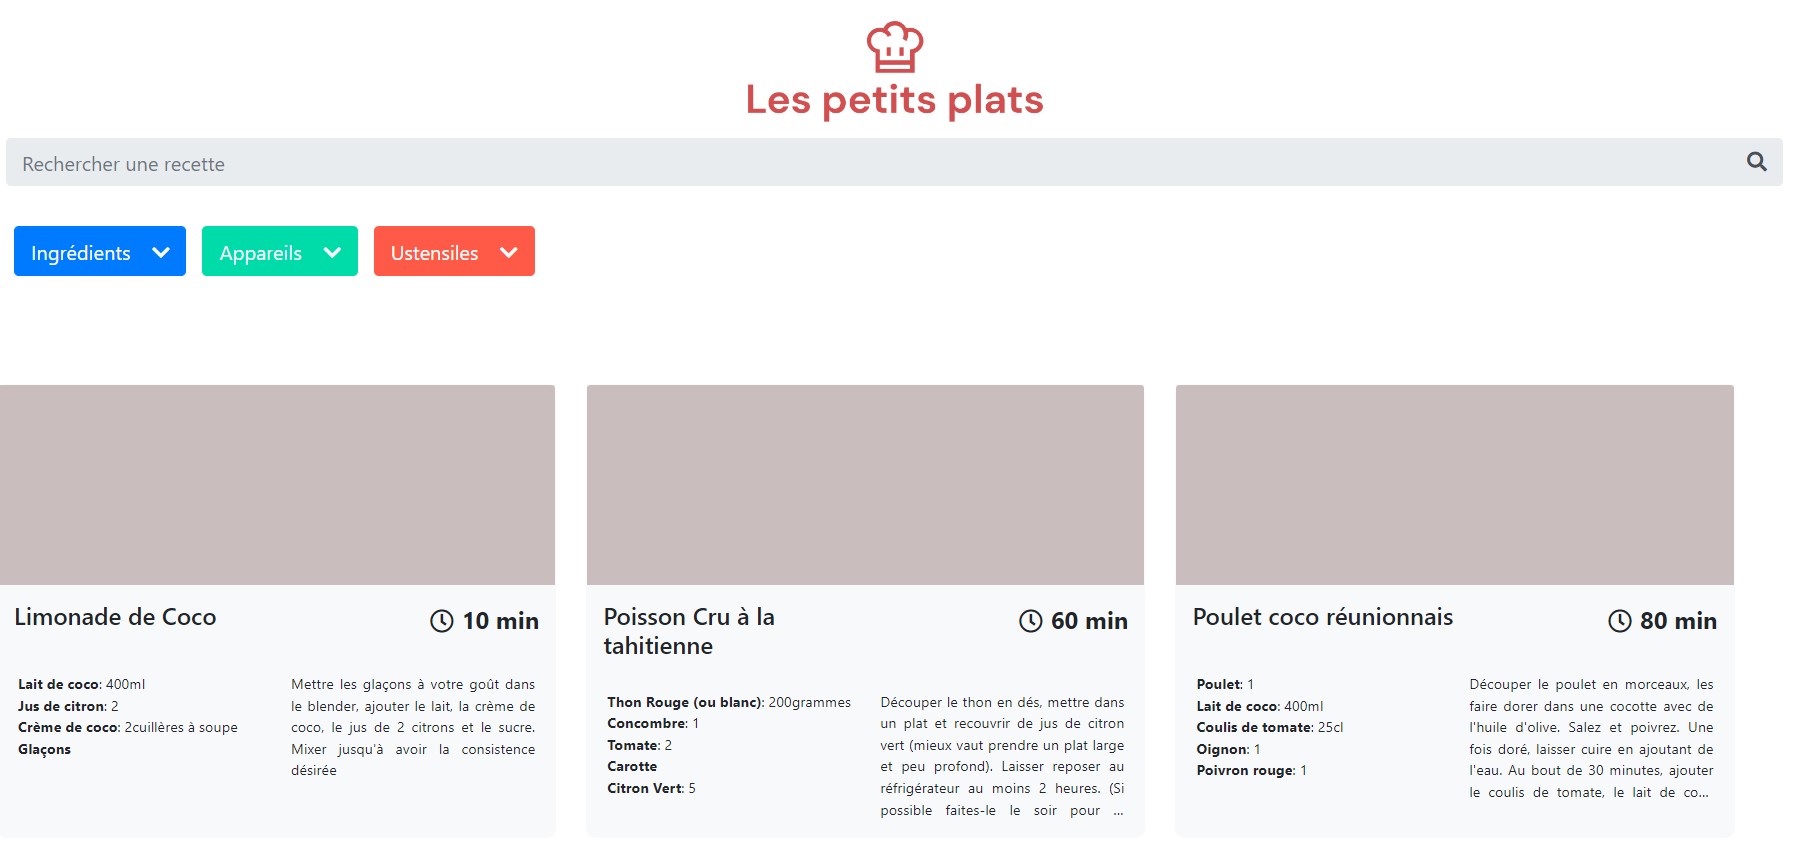 Les petits plats
Rechercher une recette
Ingrédients
Appareils
Ustensiles
Limonade de Coco
10 min
Lait de coco: 400ml
Jus de citron: 2
Crème de coco: 2cuillères à soupe
Glaçons
Mettre les glaçons à votre goût dans
le blender, ajouter le lait, la crème de
coco, le jus de 2 citrons et le sucre.
Mixer jusqu'à avoir la consistence
désirée
Poisson Cru à la
tahitienne
60 min
Thon Rouge (ou blanc): 200grammes
Concombre: 1
Tomate: 2
Carotte
Citron Vert: 5
Découper le thon en dés, mettre dans
un plat et recouvrir de jus de citron
vert (mieux vaut prendre un plat large
et peu profond). Laisser reposer au
réfrigérateur au moins 2 heures. (Si
possible faites-le le soir pour ...
Poulet coco réunionnais
80 min
Poulet: 1
Lait de coco: 400ml
Coulis de tomate: 25cl
Oignon: 1
Poivron rouge: 1
Découper le poulet en morceaux, les
faire dorer dans une cocotte avec de
l'huile d'olive. Salez et poivrez. Une
fois doré, laisser cuire en ajoutant de
l'eau. Au bout de 30 minutes, ajouter
le coulis de tomate, le lait de co...